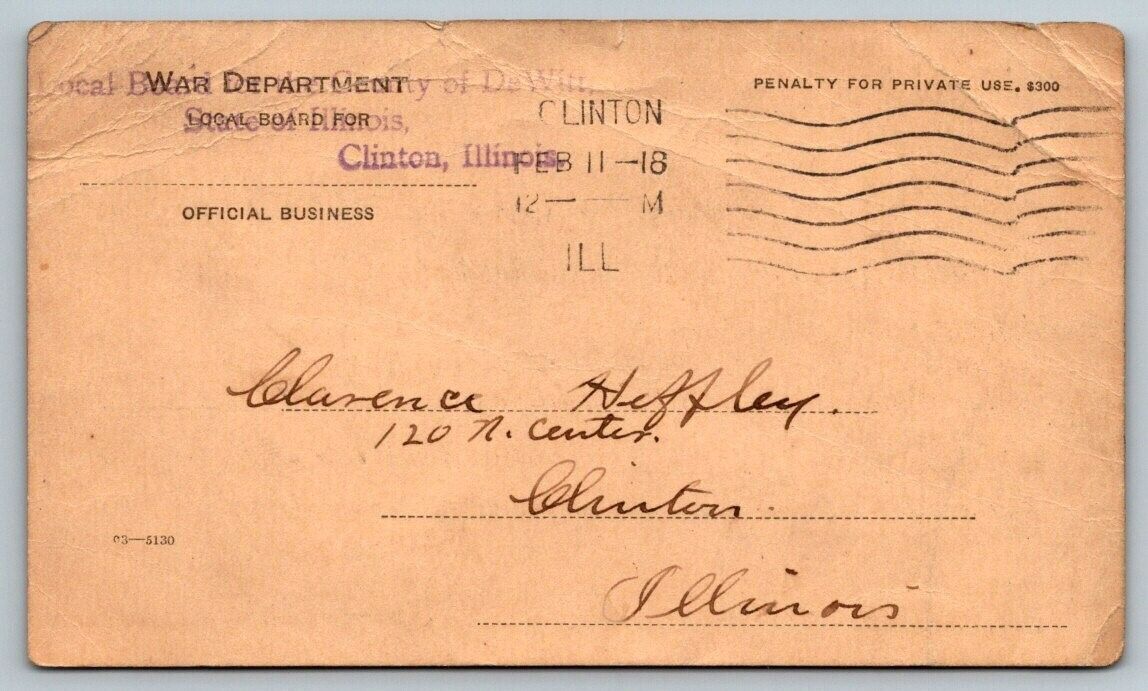 WAR DEPARTMENT
Local Board for the County of DeWitt,
LOCAL BOARD FOR
State of Illinois,
Clinton, Illinois.
OFFICIAL BUSINESS
PENALTY FOR PRIVATE USE, $300
CLINTON
FEB 11 —18
12 — M
ILL
Clarence Heffley.
120 N. Center.
Clinton.
Illinois
03—5130